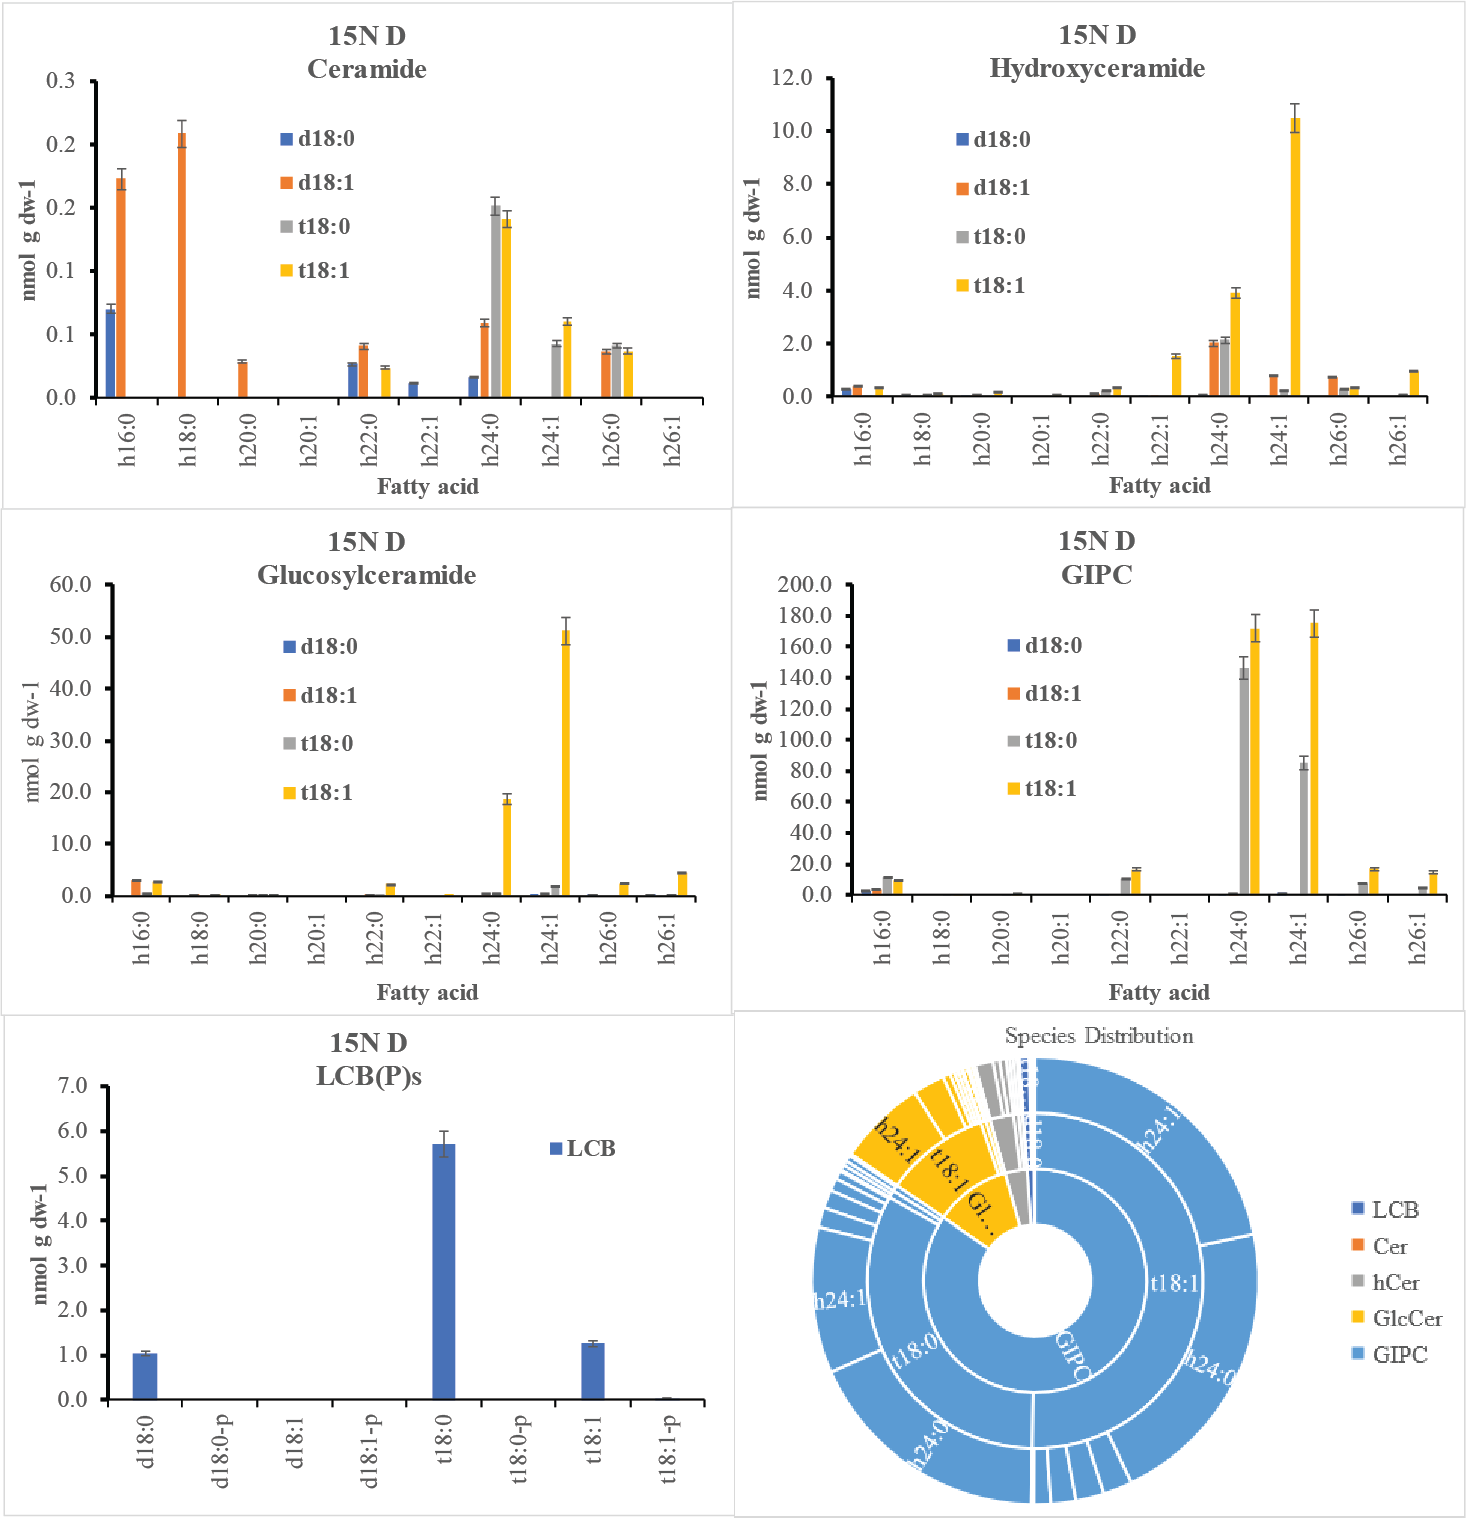 15N D
Ceramide
0.3
0.2
0.2
0.1
0.1
0.0
nmol g dw-1
d18:0
d18:1
t18:0
t18:1
h16:0
h18:0
h20:0
h20:1
h22:0
h22:1
h24:0
h24:1
h26:0
h26:1
Fatty acid
15N D
Hydroxyceramide
12.0
10.0
8.0
6.0
4.0
2.0
0.0
nmol g dw-1
d18:0
d18:1
t18:0
t18:1
h16:0
h18:0
h20:0
h20:1
h22:0
h22:1
h24:0
h24:1
h26:0
h26:1
Fatty acid
15N D
Glucosylceramide
60.0
50.0
40.0
30.0
20.0
10.0
0.0
nmol g dw-1
d18:0
d18:1
t18:0
t18:1
h16:0
h18:0
h20:0
h20:1
h22:0
h22:1
h24:0
h24:1
h26:0
h26:1
Fatty acid
15N D
GIPC
200.0
180.0
160.0
140.0
120.0
100.0
80.0
60.0
40.0
20.0
0.0
nmol g dw-1
d18:0
d18:1
t18:0
t18:1
h16:0
h18:0
h20:0
h20:1
h22:0
h22:1
h24:0
h24:1
h26:0
h26:1
Fatty acid
15N D
LCB(P)s
7.0
6.0
5.0
4.0
3.0
2.0
1.0
0.0
nmol g dw-1
LCB
d18:0
d18:0-p
d18:1
d18:1-p
t18:0
t18:0-p
t18:1
t18:1-p
Species Distribution
h24:1
t18:1
h24:0
GIPC
t18:0
h24:1
h24:0
h24:1
t18:1
Gl...
LCB
Cer
hCer
GlcCer
GIPC